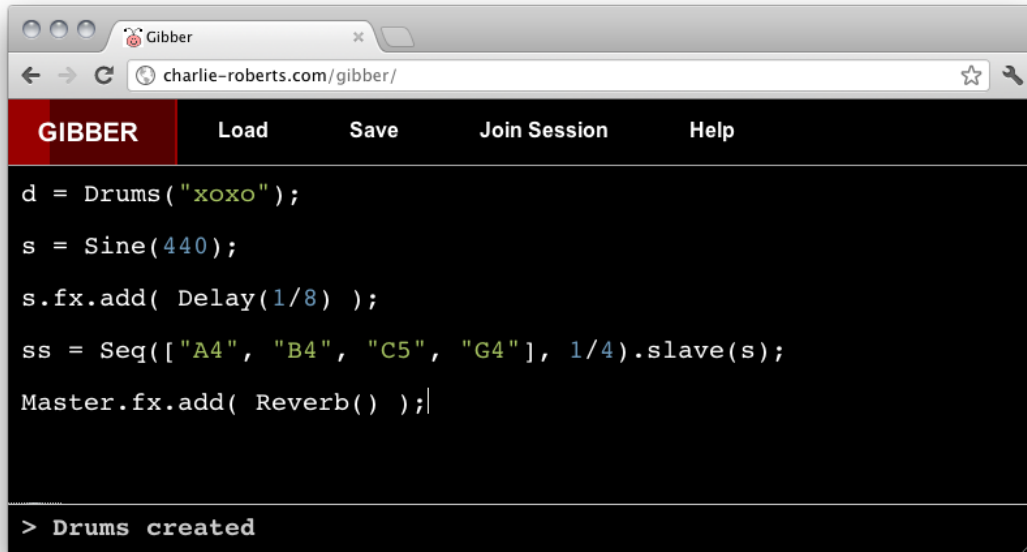 Gibber
charlie-roberts.com/gibber/
GIBBER Load Save Join Session Help
d = Drums("xoxo");
s = Sine(440);
s.fx.add( Delay(1/8) );
ss = Seq(["A4", "B4", "C5", "G4"], 1/4).slave(s);
Master.fx.add( Reverb() );
> Drums created